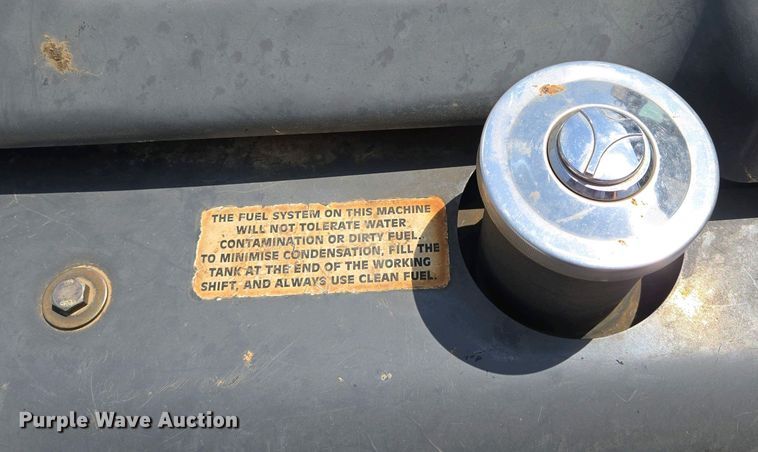 THE FUEL SYSTEM ON THIS MACHINE
WILL NOT TOLERATE WATER
CONTAMINATION OR DIRTY FUEL.
TO MINIMISE CONDENSATION, FILL THE
TANK AT THE END OF THE WORKING
SHIFT, AND ALWAYS USE CLEAN FUEL.
Purple Wave Auction